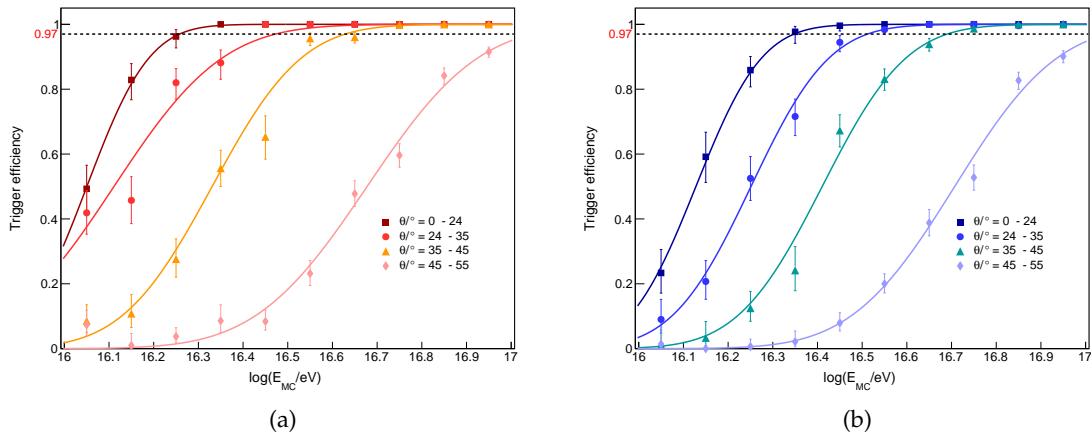 1
0.97
0.8
0.6
0.4
0.2
0
Trigger efficiency
θ/° = 0 - 24
θ/° = 24 - 35
θ/° = 35 - 45
θ/° = 45 - 55
16 16.1 16.2 16.3 16.4 16.5 16.6 16.7 16.8 16.9 17
log(E_MC/eV)
(a)
1
0.97
0.8
0.6
0.4
0.2
0
Trigger efficiency
θ/° = 0 - 24
θ/° = 24 - 35
θ/° = 35 - 45
θ/° = 45 - 55
16 16.1 16.2 16.3 16.4 16.5 16.6 16.7 16.8 16.9 17
log(E_MC/eV)
(b)